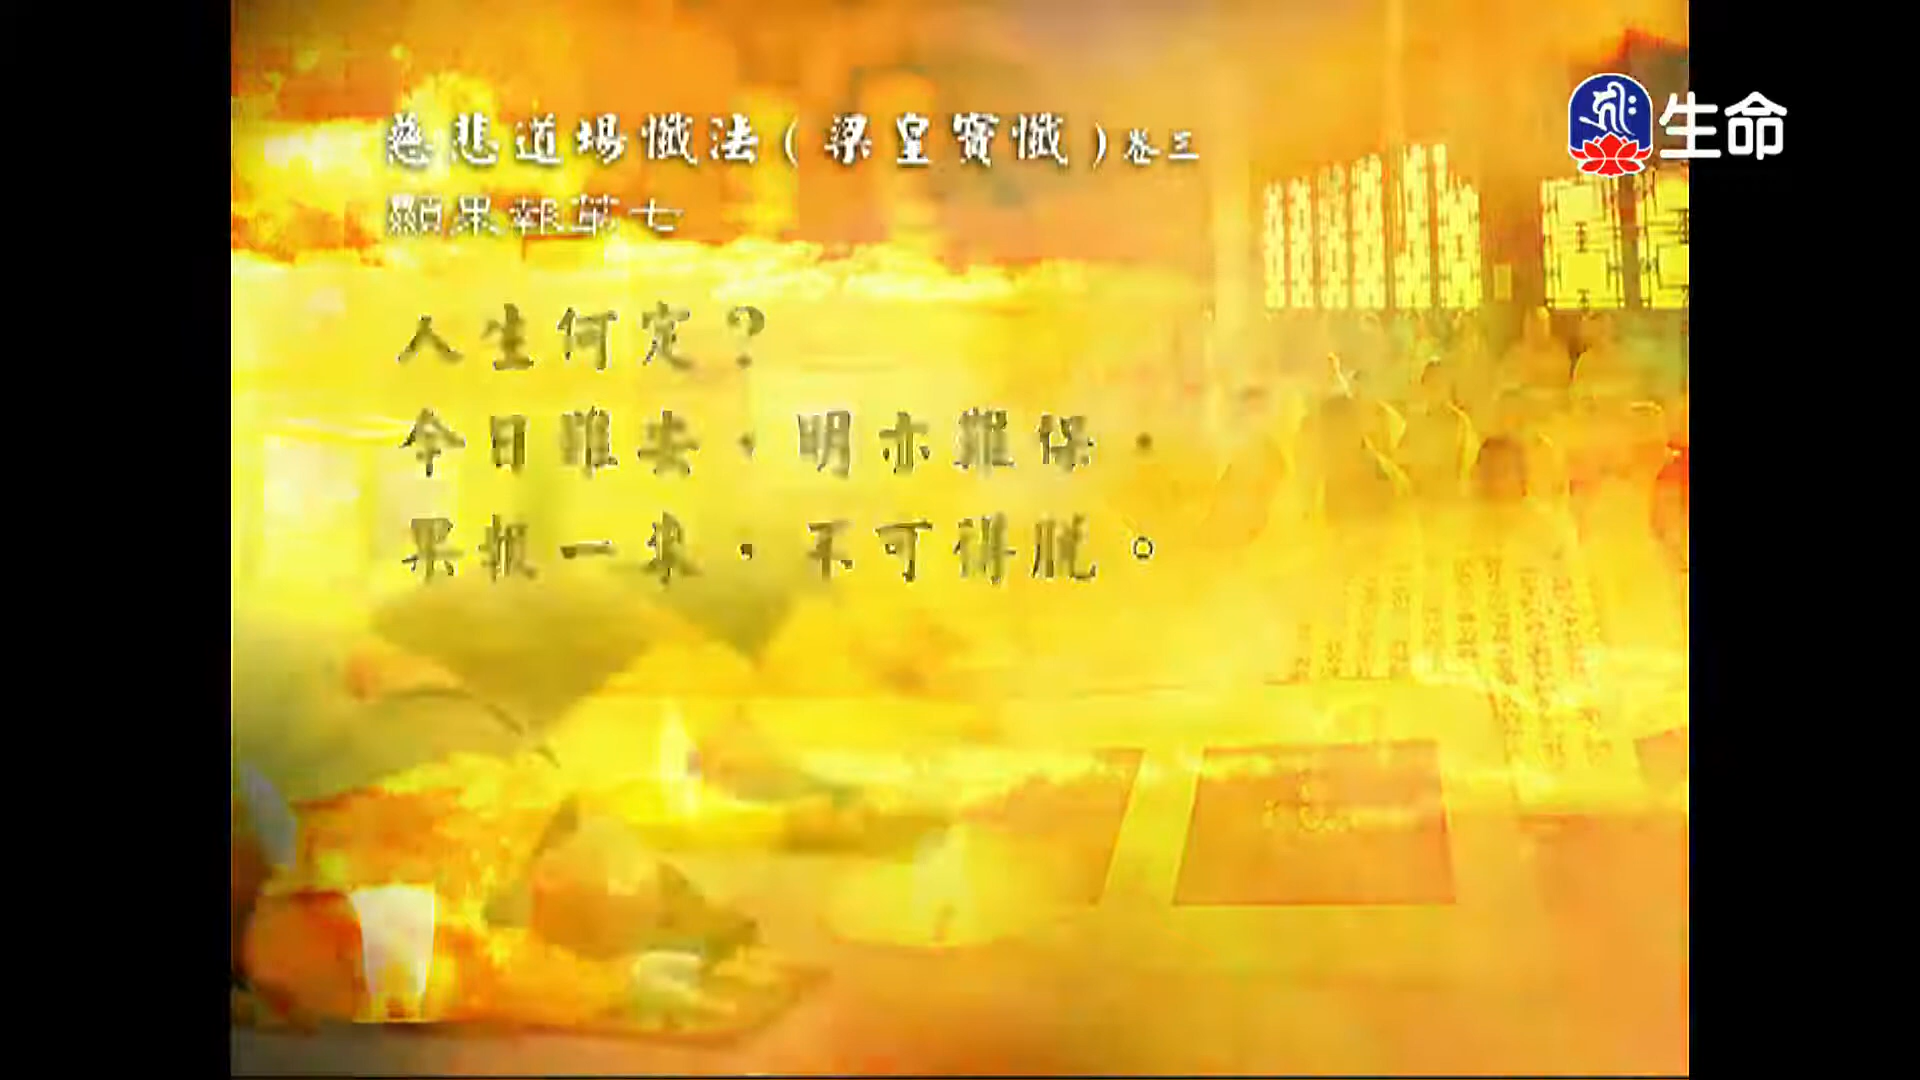 慈悲道場懺法(梁皇寶懺)卷三
顯果報第七
生命
人生何定?
今日雖安,明亦難保,
果報一來,不可得脫。